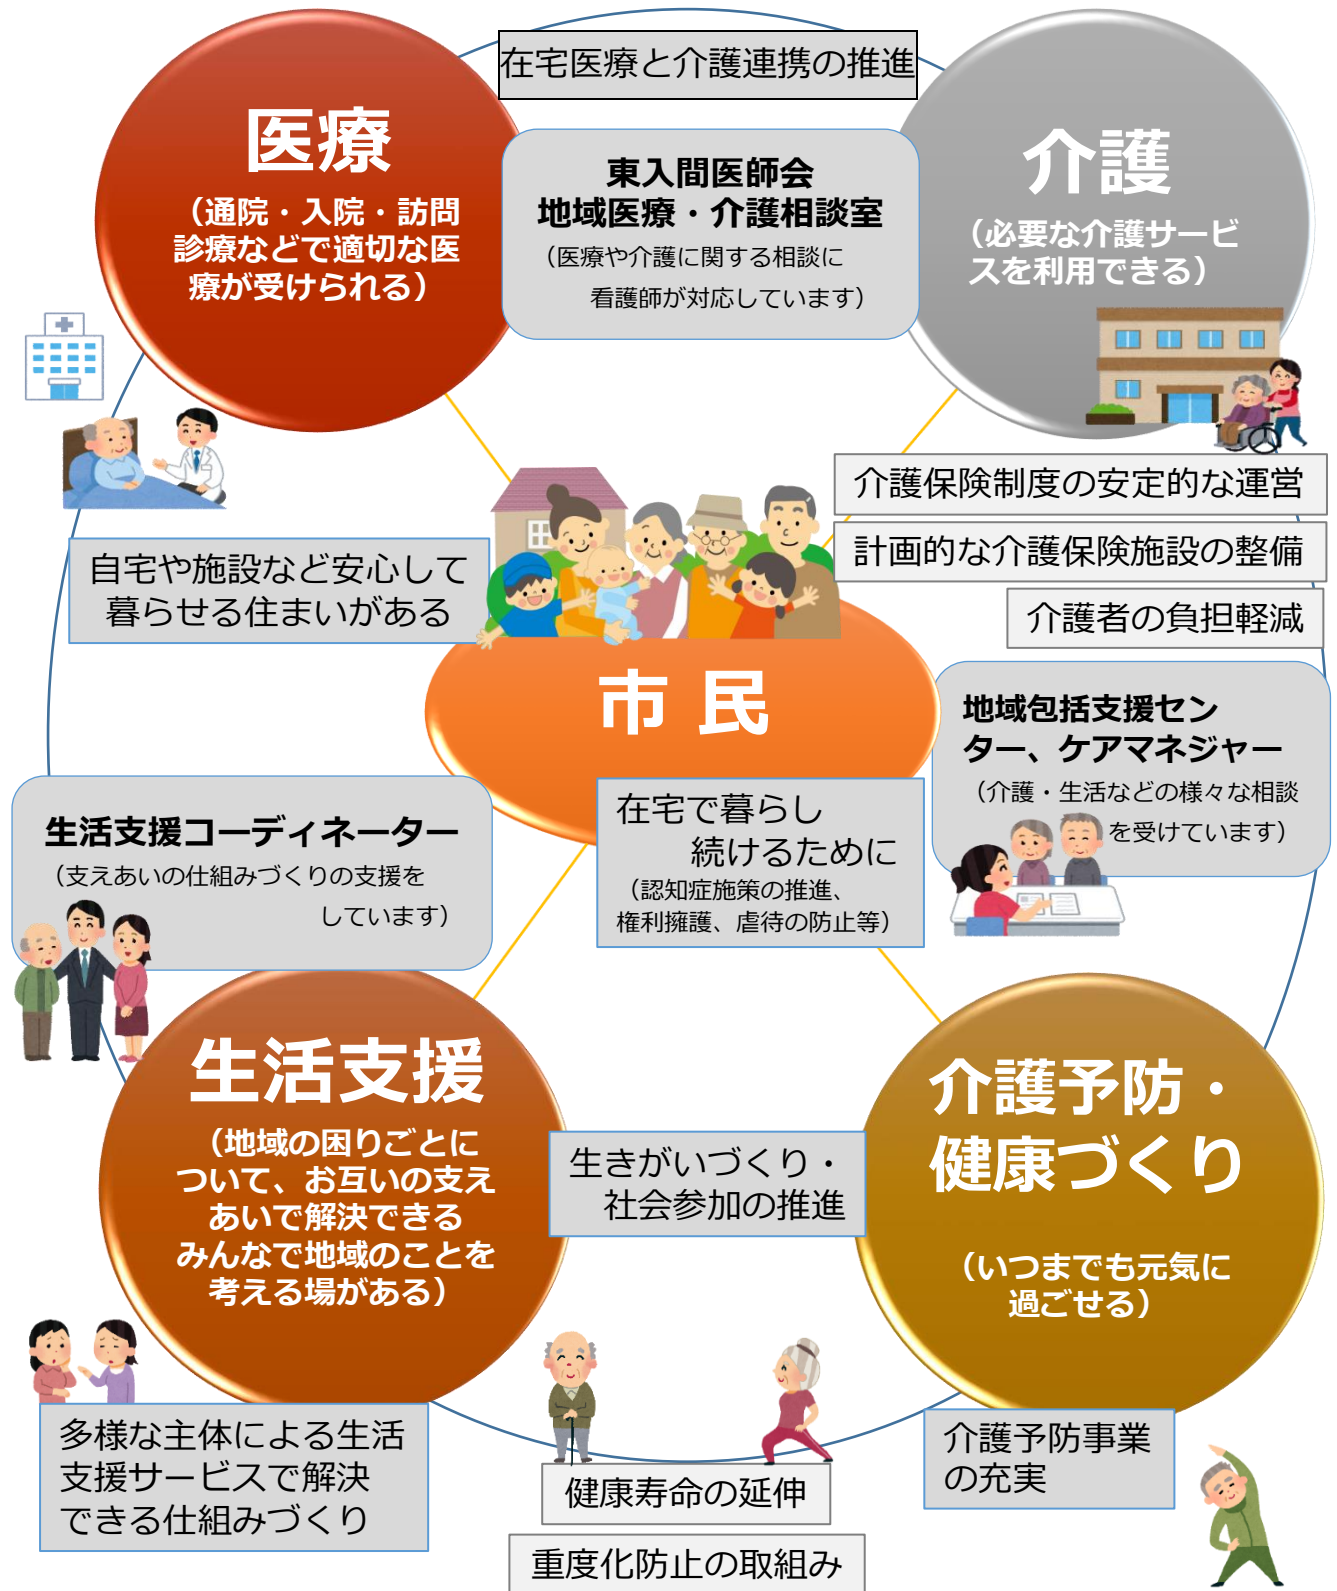 在宅医療と介護連携の推進
医療
（通院・入院・訪問
診療などで適切な医
療が受けられる）
東入間医師会
地域医療・介護相談室
（医療や介護に関する相談に
看護師が対応しています）
介護
（必要な介護サービ
スを利用できる）
介護保険制度の安定的な運営
計画的な介護保険施設の整備
介護者の負担軽減
自宅や施設など安心して
暮らせる住まいがある
市 民
地域包括支援セン
ター、ケアマネジャー
（介護・生活などの様々な相談
を受けています）
在宅で暮らし
続けるために
（認知症施策の推進、
権利擁護、虐待の防止等）
生活支援コーディネーター
（支えあいの仕組みづくりの支援を
しています）
生活支援
（地域の困りごとに
ついて、お互いの支え
あいで解決できる
みんなで地域のことを
考える場がある）
生きがいづくり・
社会参加の推進
介護予防・
健康づくり
（いつまでも元気に
過ごせる）
多様な主体による生活
支援サービスで解決
できる仕組みづくり
健康寿命の延伸
重度化防止の取組み
介護予防事業
の充実